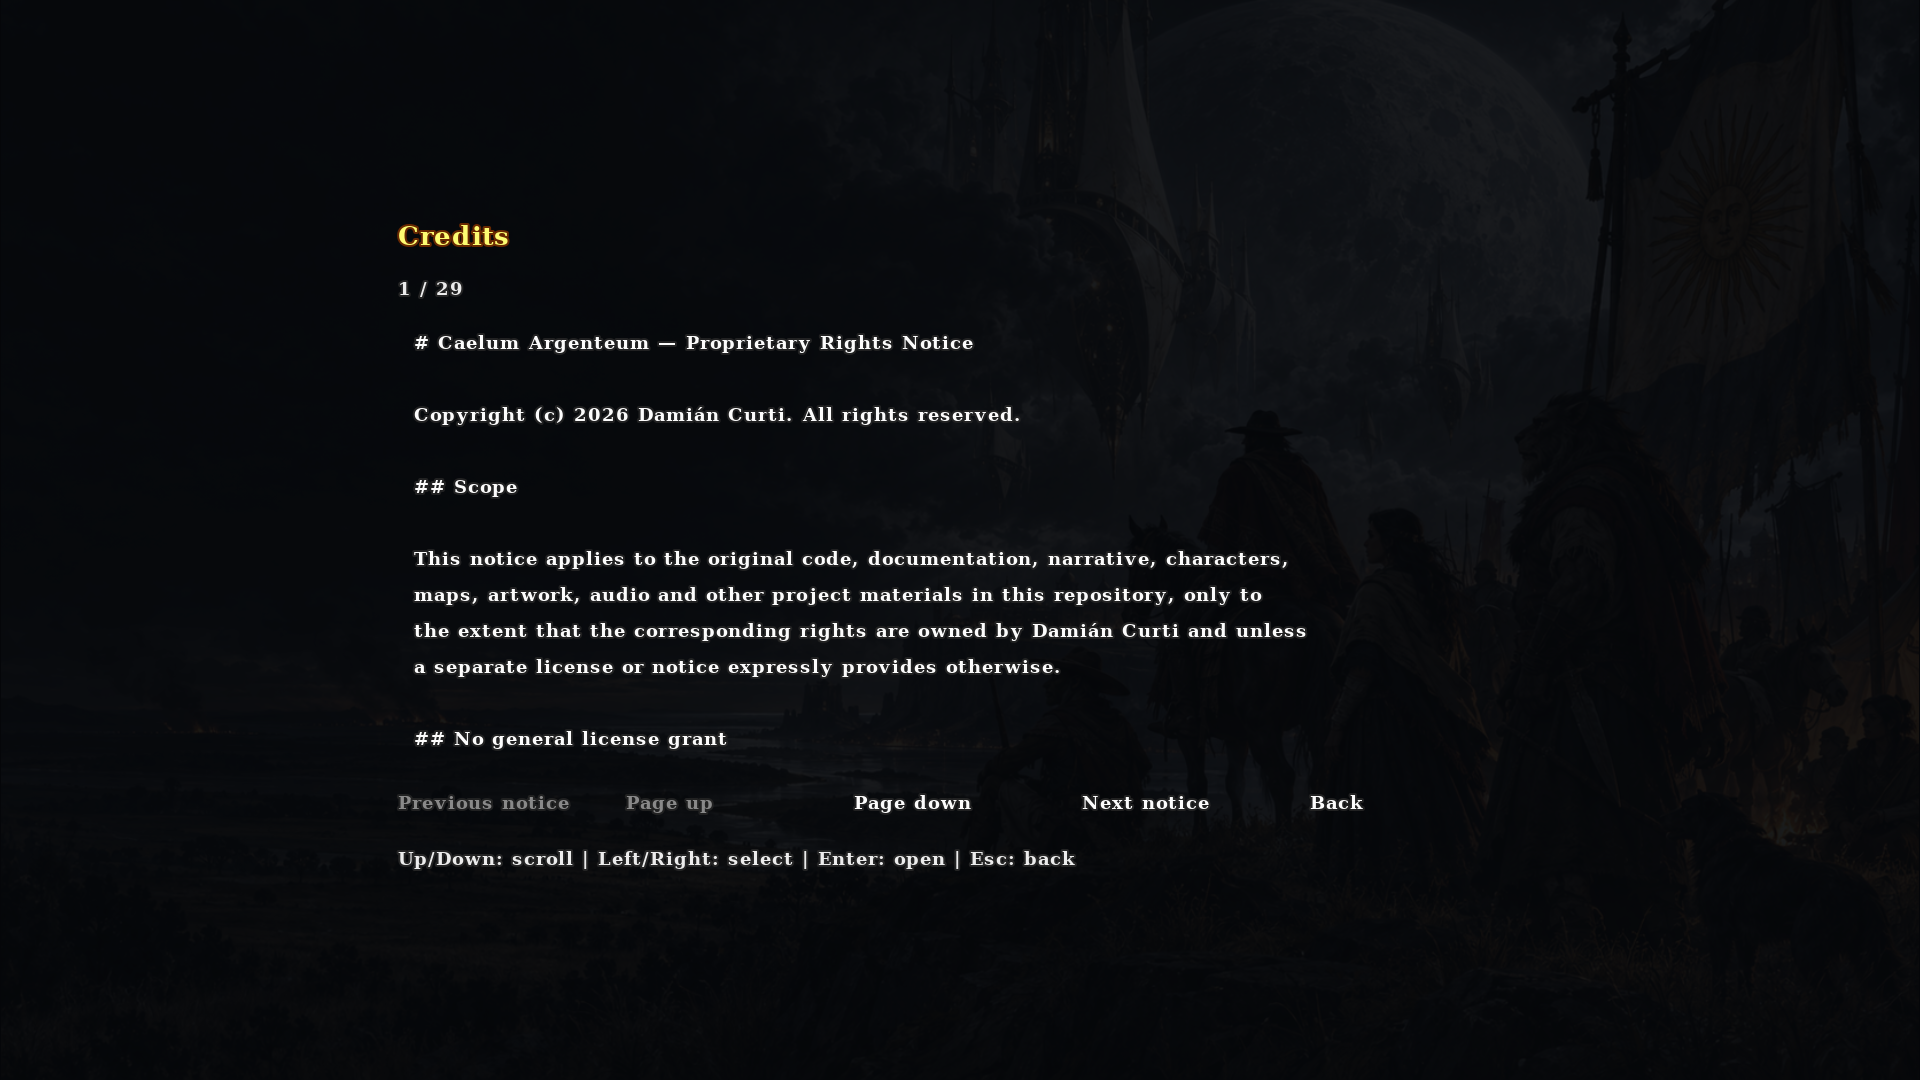 Credits
1 / 29
# Caelum Argenteum — Proprietary Rights Notice
Copyright (c) 2026 Damián Curti. All rights reserved.
## Scope
This notice applies to the original code, documentation, narrative, characters,
maps, artwork, audio and other project materials in this repository, only to
the extent that the corresponding rights are owned by Damián Curti and unless
a separate license or notice expressly provides otherwise.
## No general license grant
Previous notice Page up Page down Next notice Back
Up/Down: scroll | Left/Right: select | Enter: open | Esc: back